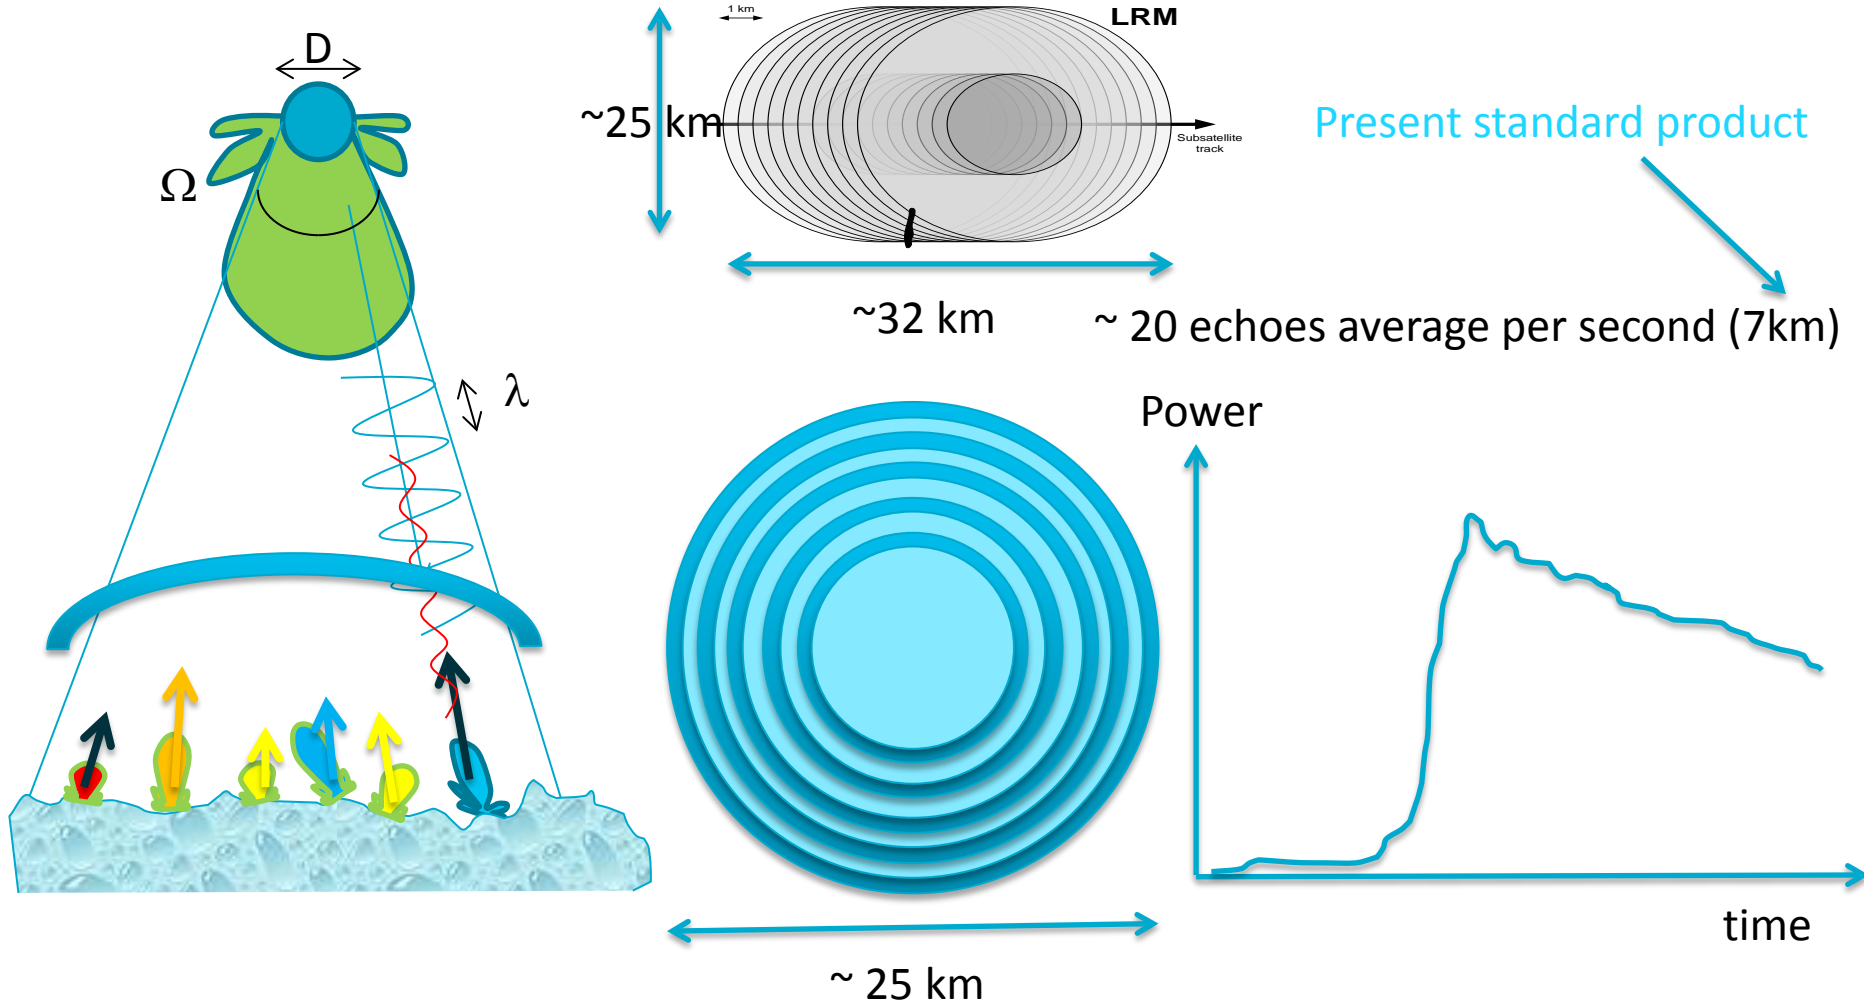 D
Ω
λ
1 km
LRM
~25 km
Subsatellite
track
~32 km
Present standard product
~ 20 echoes average per second (7km)
Power
time
~ 25 km